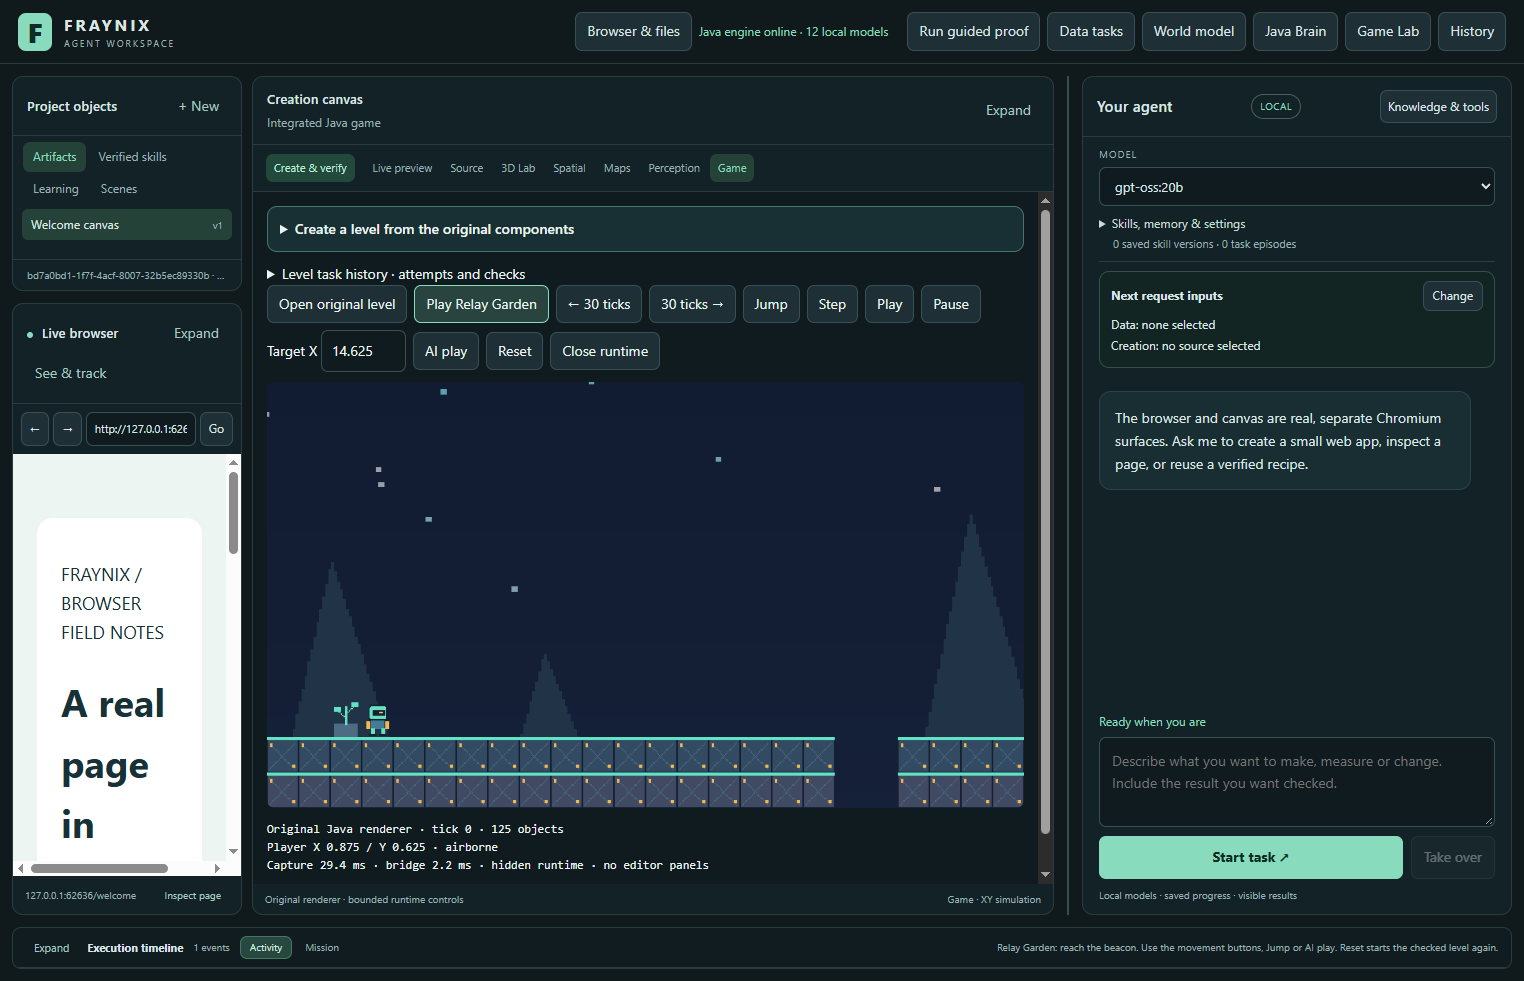 F
FRAYNIX
AGENT WORKSPACE
Browser & files
Java engine online · 12 local models
Run guided proof
Data tasks
World model
Java Brain
Game Lab
History
Project objects
+ New
Artifacts
Verified skills
Learning
Scenes
Welcome canvas
v1
bd7a0bd1-1f7f-4acf-8007-32b5ec89330b · ...
Live browser
Expand
See & track
←
→
http://127.0.0.1:626
Go
FRAYNIX /
BROWSER
FIELD NOTES
A real
page
in
127.0.0.1:62636/welcome
Inspect page
Creation canvas
Integrated Java game
Expand
Create & verify
Live preview
Source
3D Lab
Spatial
Maps
Perception
Game
Create a level from the original components
Level task history · attempts and checks
Open original level
Play Relay Garden
← 30 ticks
30 ticks →
Jump
Step
Play
Pause
Target X
14.625
AI play
Reset
Close runtime
Original Java renderer · tick 0 · 125 objects
Player X 0.875 / Y 0.625 · airborne
Capture 29.4 ms · bridge 2.2 ms · hidden runtime · no editor panels
Original renderer · bounded runtime controls
Game · XY simulation
Your agent
LOCAL
Knowledge & tools
MODEL
gpt-oss:20b
Skills, memory & settings
0 saved skill versions · 0 task episodes
Next request inputs
Change
Data: none selected
Creation: no source selected
The browser and canvas are real, separate Chromium
surfaces. Ask me to create a small web app, inspect a
page, or reuse a verified recipe.
Ready when you are
Describe what you want to make, measure or change.
Include the result you want checked.
Start task ↗
Take over
Local models · saved progress · visible results
Expand
Execution timeline
1 events
Activity
Mission
Relay Garden: reach the beacon. Use the movement buttons, Jump or AI play. Reset starts the checked level again.